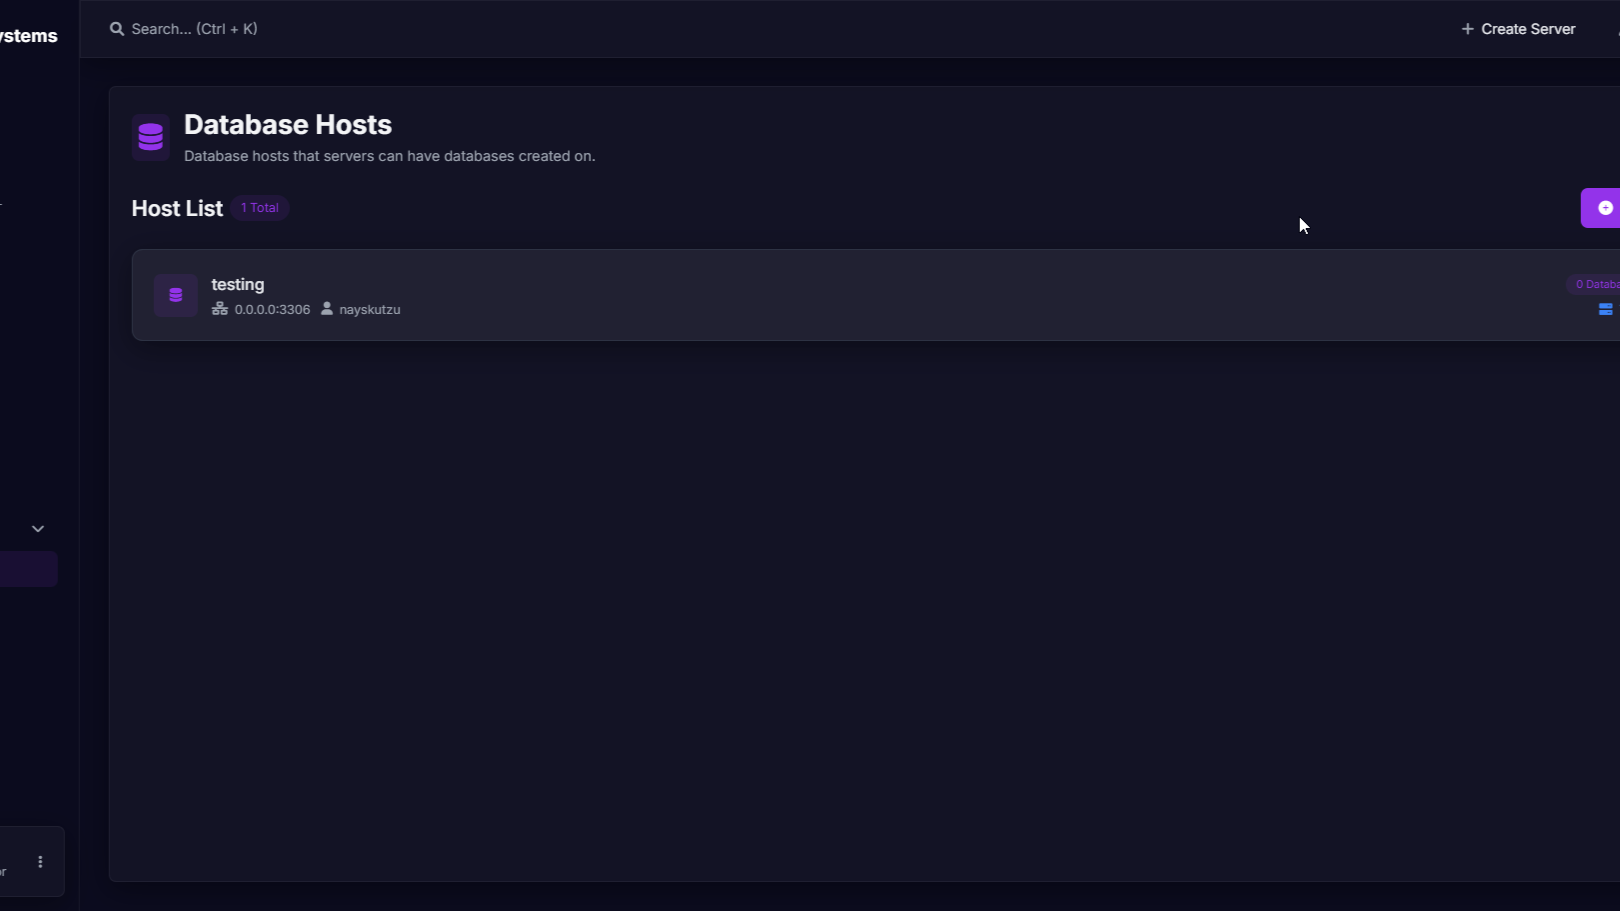 ystems
Search... (Ctrl + K)
Create Server
Database Hosts
Database hosts that servers can have databases created on.
Host List
1 Total
testing
0.0.0.0:3306 nayskutzu
0 Databa
or